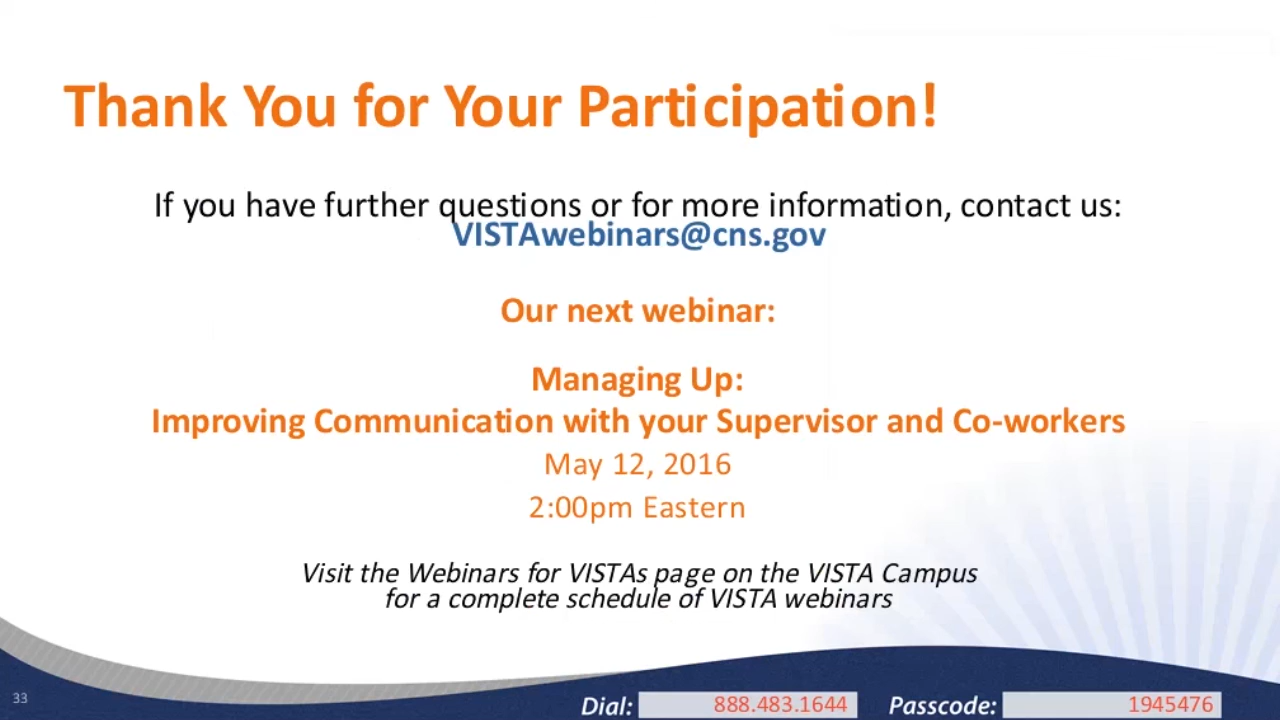 Thank You for Your Participation!
If you have further questions or for more information, contact us:
VISTAwebinars@cns.gov
Our next webinar:
Managing Up:
Improving Communication with your Supervisor and Co-workers
May 12, 2016
2:00pm Eastern
Visit the Webinars for VISTAs page on the VISTA Campus
for a complete schedule of VISTA webinars
33
Dial: 888.483.1644 Passcode: 1945476